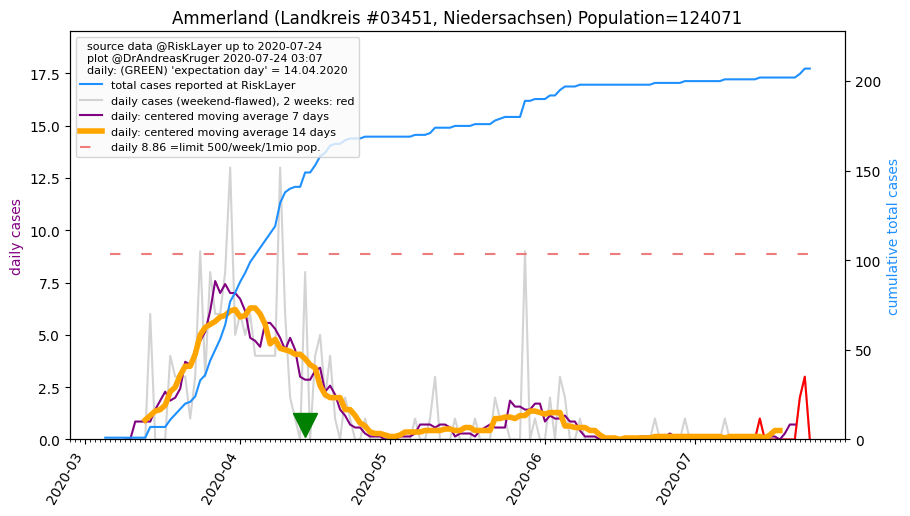 Ammerland (Landkreis #03451, Niedersachsen) Population=124071
source data @RiskLayer up to 2020-07-24
plot @DrAndreasKruger 2020-07-24 03:07
daily: (GREEN) 'expectation day' = 14.04.2020
total cases reported at RiskLayer
daily cases (weekend-flawed), 2 weeks: red
daily: centered moving average 7 days
daily: centered moving average 14 days
daily 8.86 =limit 500/week/1mio pop.
daily cases
17.5
15.0
12.5
10.0
7.5
5.0
2.5
0.0
200
150
100
50
0
cumulative total cases
2020-03
2020-04
2020-05
2020-06
2020-07